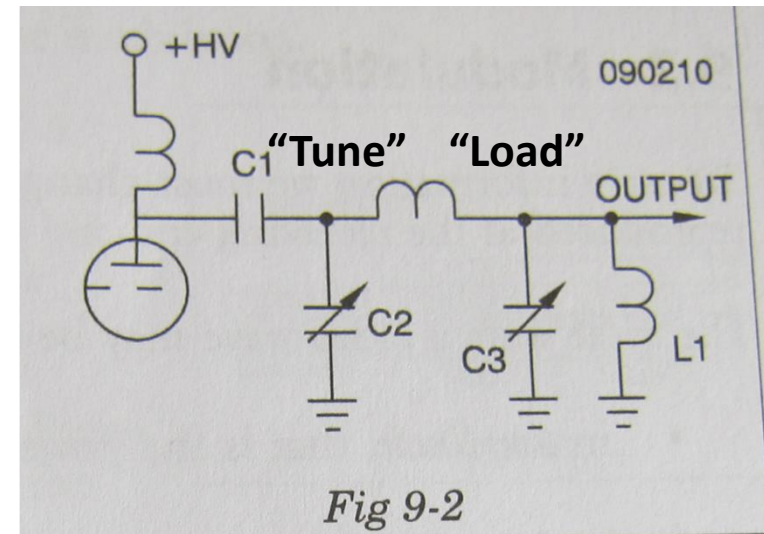 +HV
090210
“Tune” “Load”
C1
OUTPUT
C2
C3
L1
Fig 9-2